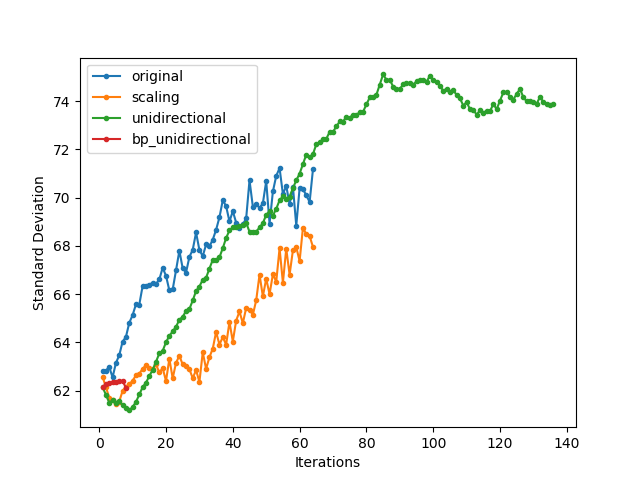 original
scaling
unidirectional
bp_unidirectional
74
72
70
68
66
64
62
Standard Deviation
0 20 40 60 80 100 120 140
Iterations